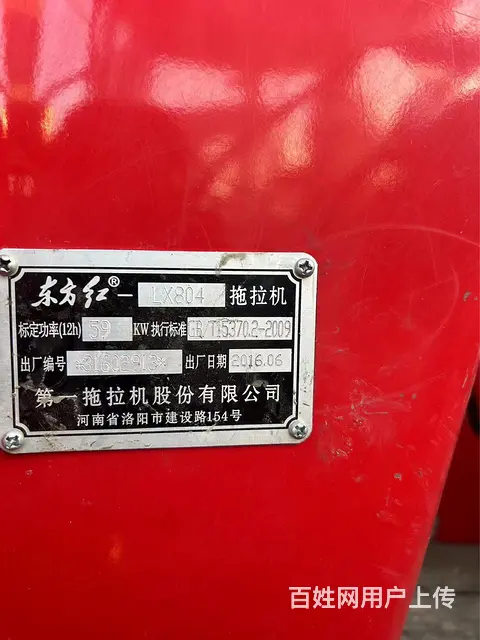 东方红®-LX804 拖拉机
标定功率(12h) 59 KW 执行标准 GB/T15370.2-2009
出厂编号 *31602913* 出厂日期 2016.06
第一拖拉机股份有限公司
河南省洛阳市建设路154号
百姓网用户上传